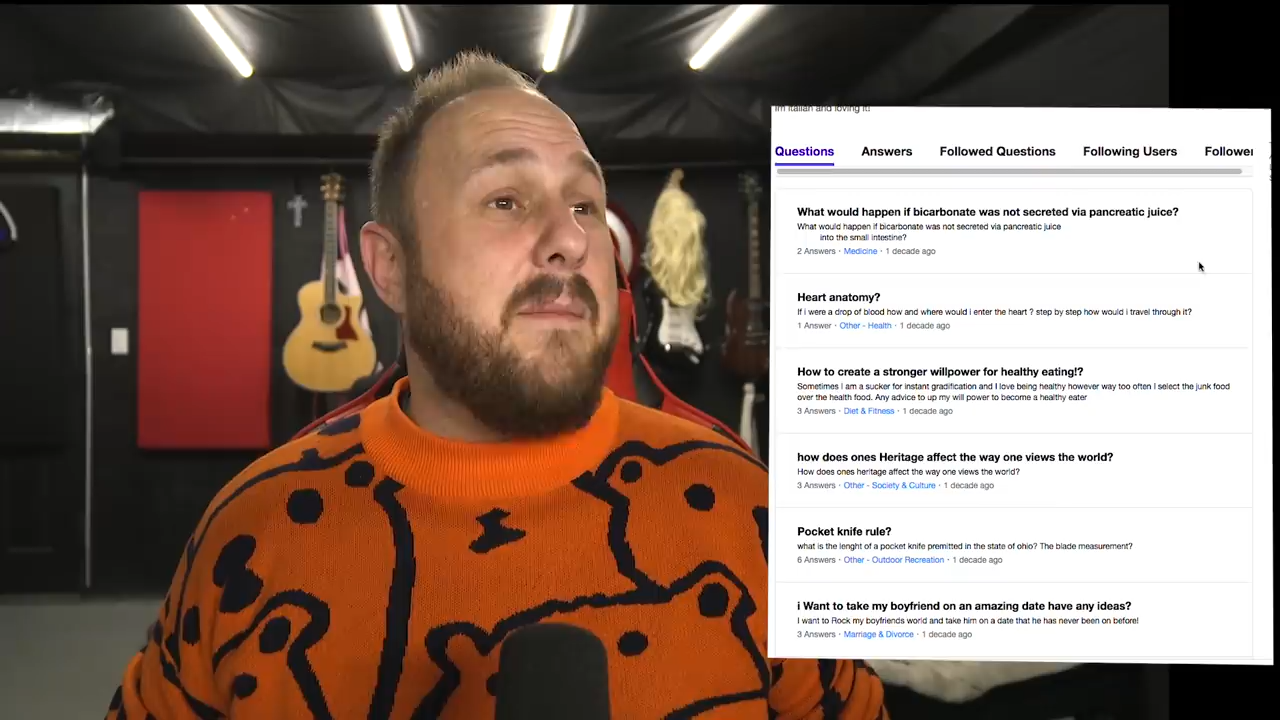 Im Italian and loving it!
Questions Answers Followed Questions Following Users Follower
What would happen if bicarbonate was not secreted via pancreatic juice?
What would happen if bicarbonate was not secreted via pancreatic juice
into the small intestine?
2 Answers · Medicine · 1 decade ago
Heart anatomy?
If i were a drop of blood how and where would i enter the heart ? step by step how would i travel through it?
1 Answer · Other - Health · 1 decade ago
How to create a stronger willpower for healthy eating!?
Sometimes I am a sucker for instant gradification and I love being healthy however way too often I select the junk food
over the health food. Any advice to up my will power to become a healthy eater
3 Answers · Diet & Fitness · 1 decade ago
how does ones Heritage affect the way one views the world?
How does ones heritage affect the way one views the world?
3 Answers · Other - Society & Culture · 1 decade ago
Pocket knife rule?
what is the lenght of a pocket knife premitted in the state of ohio? The blade measurement?
6 Answers · Other - Outdoor Recreation · 1 decade ago
i Want to take my boyfriend on an amazing date have any ideas?
I want to Rock my boyfriends world and take him on a date that he has never been on before!
3 Answers · Marriage & Divorce · 1 decade ago